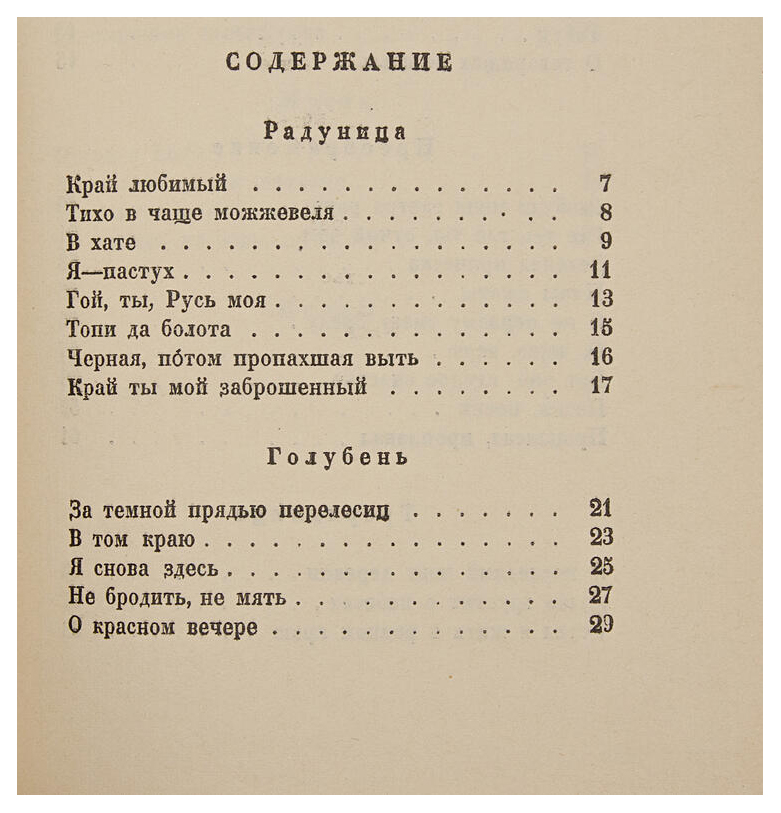 СОДЕРЖАНИЕ
Радуница
Край любимый . . . . . . . . . . . . . . 7
Тихо в чаще можжевеля . . . . . . . . . . 8
В хате . . . . . . . . . . . . . . . . . . 9
Я—пастух . . . . . . . . . . . . . . . . . 11
Гой, ты, Русь моя . . . . . . . . . . . . . 13
Топи да болота . . . . . . . . . . . . . . 15
Черная, по́том пропахшая выть . . . . . . 16
Край ты мой заброшенный . . . . . . . . 17
Голубень
За темной прядью перелесиц . . . . . . . 21
В том краю . . . . . . . . . . . . . . . . 23
Я снова здесь . . . . . . . . . . . . . . . 25
Не бродить, не мять . . . . . . . . . . . . 27
О красном вечере . . . . . . . . . . . . . 29